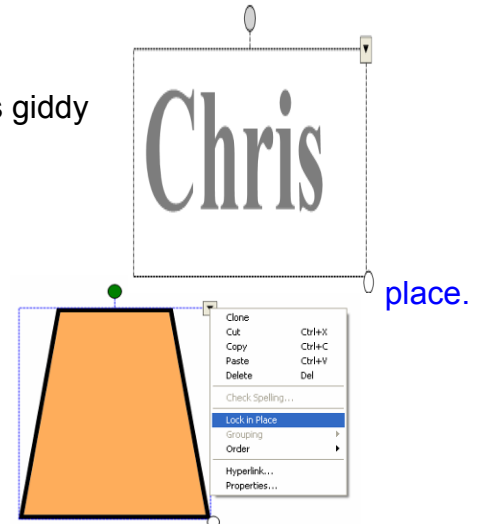 s giddy
Chris
place.
Clone
Cut Ctrl+X
Copy Ctrl+C
Paste Ctrl+V
Delete Del
Check Spelling...
Lock in Place
Grouping
Order
Hyperlink...
Properties...